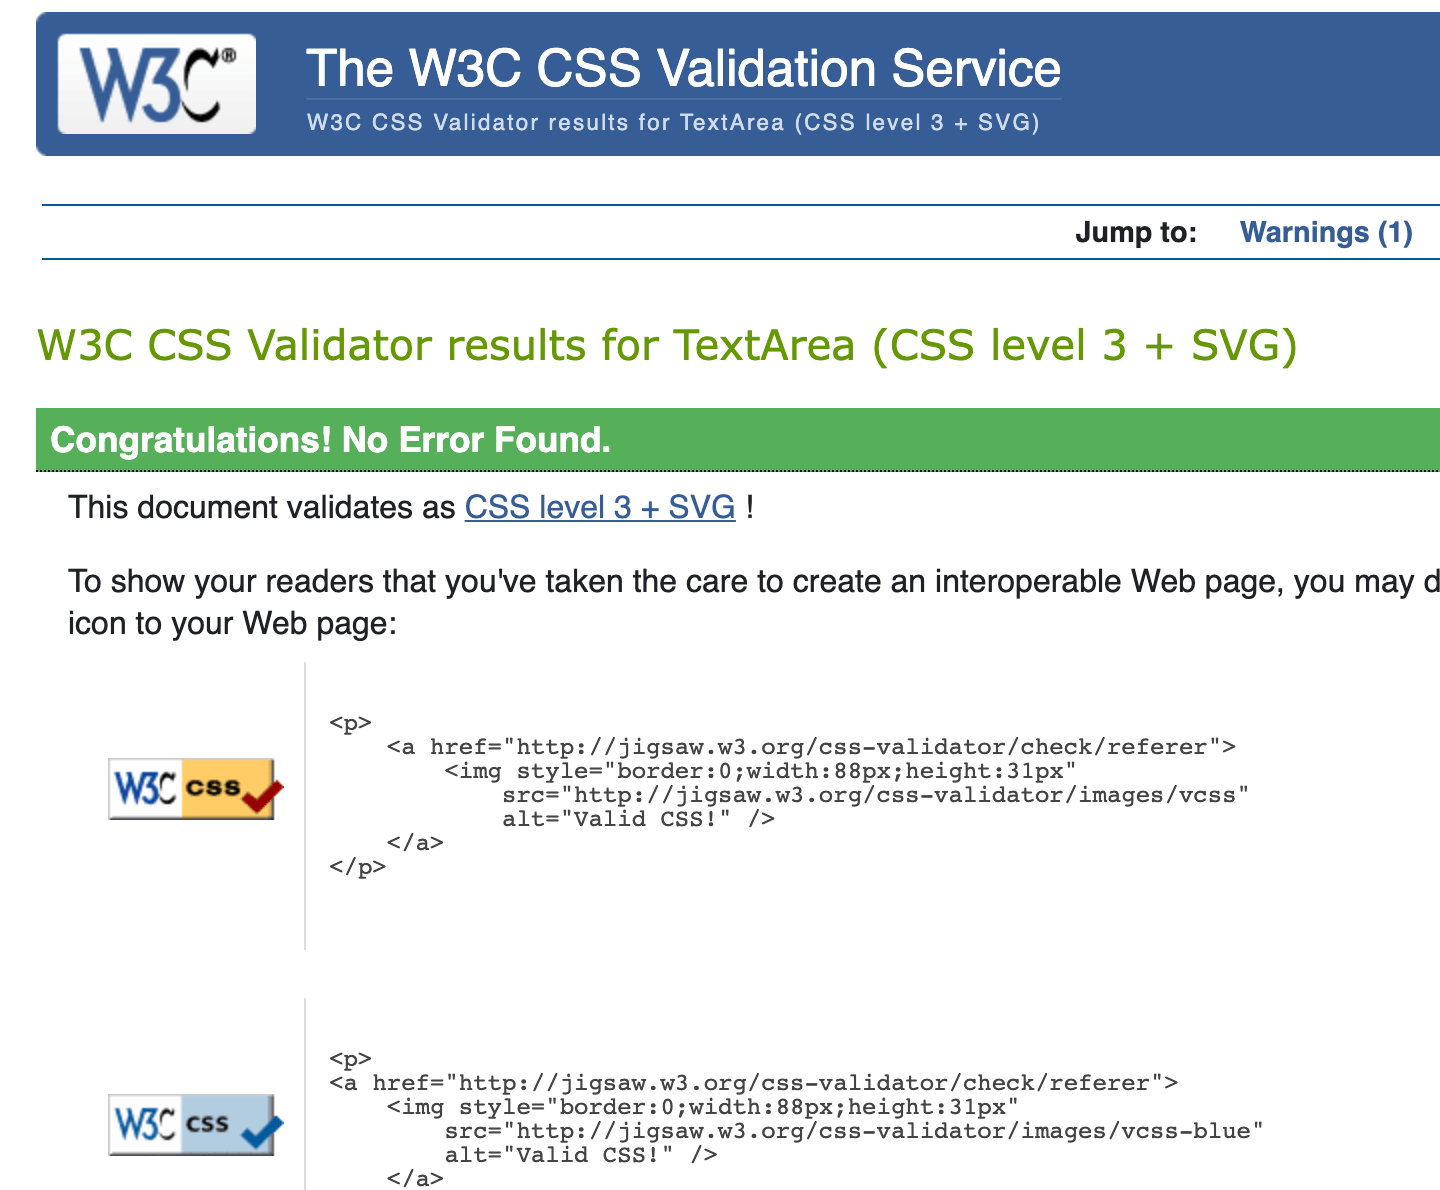 W3C®
The W3C CSS Validation Service
W3C CSS Validator results for TextArea (CSS level 3 + SVG)
Jump to: Warnings (1)
W3C CSS Validator results for TextArea (CSS level 3 + SVG)
Congratulations! No Error Found.
This document validates as CSS level 3 + SVG !
To show your readers that you've taken the care to create an interoperable Web page, you may d
icon to your Web page:
W3C css
<p>
    <a href="http://jigsaw.w3.org/css-validator/check/referer">
        <img style="border:0;width:88px;height:31px"
            src="http://jigsaw.w3.org/css-validator/images/vcss"
            alt="Valid CSS!" />
    </a>
</p>
W3C css
<p>
<a href="http://jigsaw.w3.org/css-validator/check/referer">
    <img style="border:0;width:88px;height:31px"
        src="http://jigsaw.w3.org/css-validator/images/vcss-blue"
        alt="Valid CSS!" />
    </a>